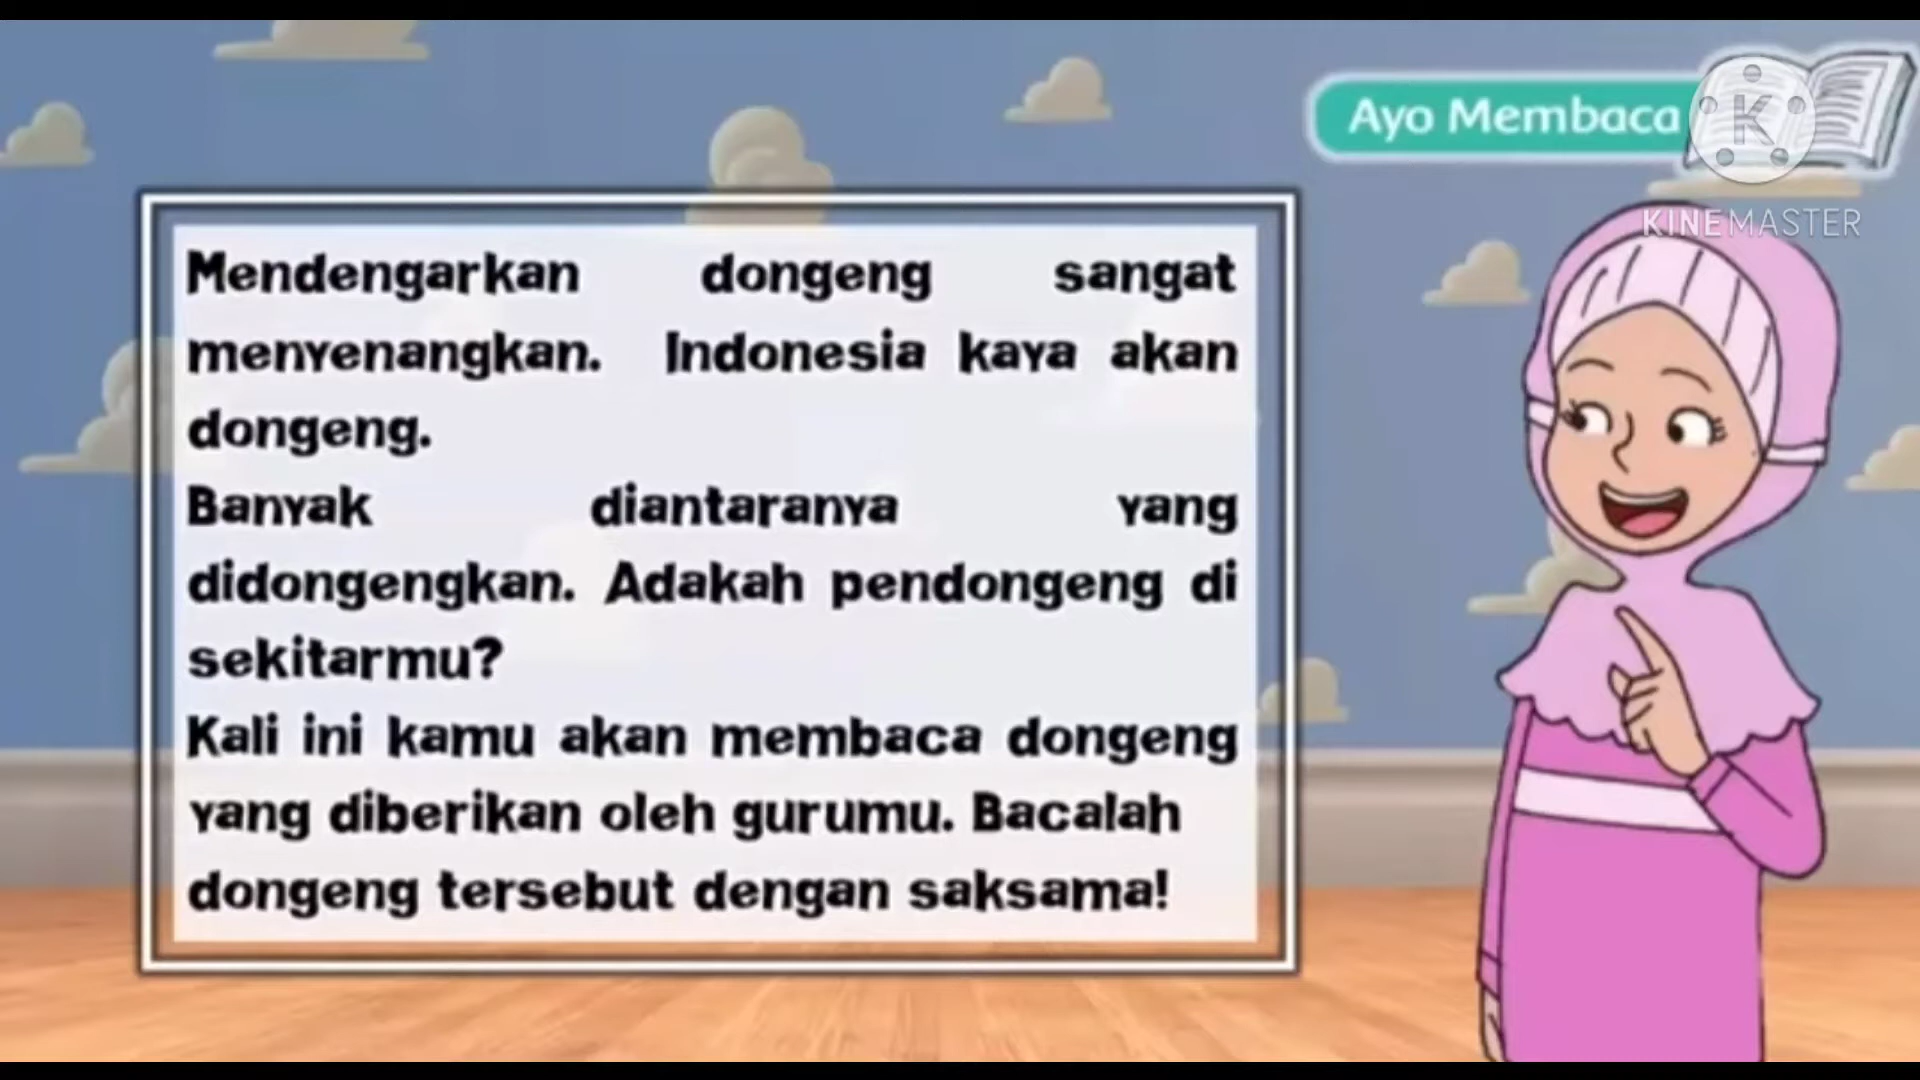 Ayo Membaca
K
KINEMASTER
Mendengarkan dongeng sangat
menyenangkan. Indonesia kaya akan
dongeng.
Banyak diantaranya yang
didongengkan. Adakah pendongeng di
sekitarmu?
Kali ini kamu akan membaca dongeng
yang diberikan oleh gurumu. Bacalah
dongeng tersebut dengan saksama!